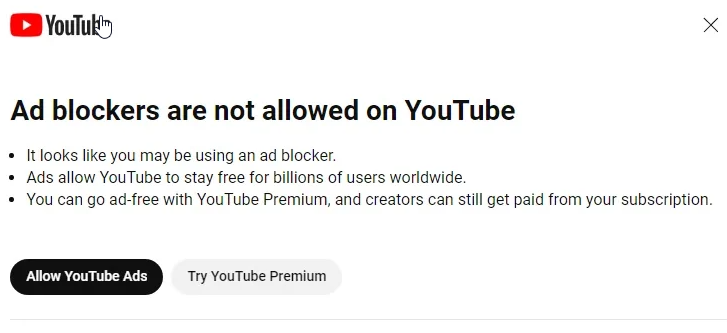 YouTube
Ad blockers are not allowed on YouTube
It looks like you may be using an ad blocker.
Ads allow YouTube to stay free for billions of users worldwide.
You can go ad-free with YouTube Premium, and creators can still get paid from your subscription.
Allow YouTube Ads
Try YouTube Premium